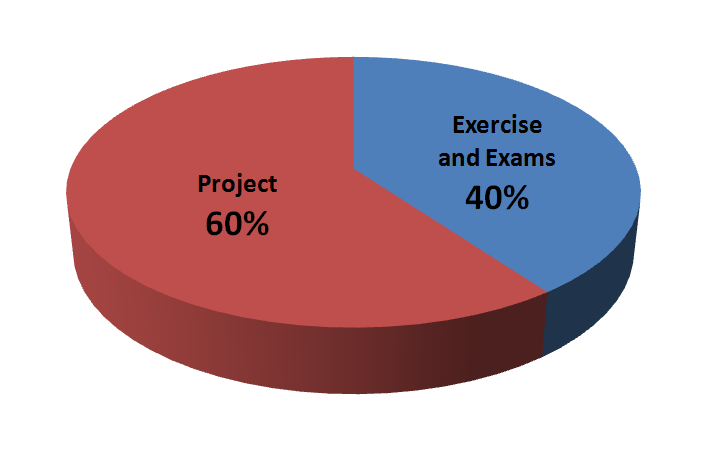 Exercise
and Exams
40%
Project
60%